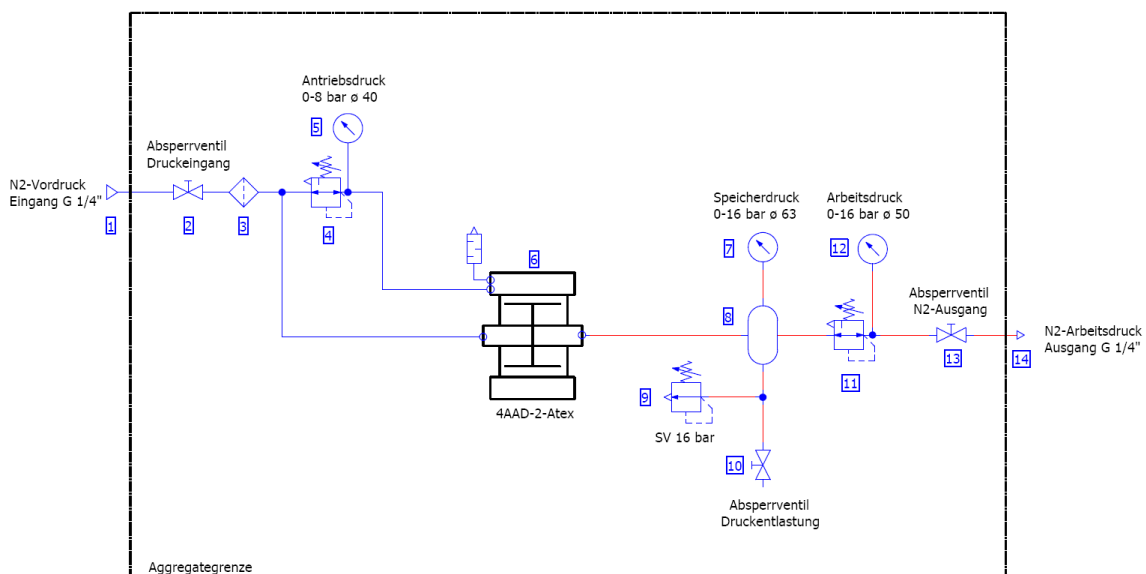 Antriebsdruck
0-8 bar ø 40
5
Absperrventil
Druckeingang
N2-Vordruck
Eingang G 1/4"
1
2
3
4
6
4AAD-2-Atex
Speicherdruck
0-16 bar ø 63
7
Arbeitsdruck
0-16 bar ø 50
12
8
9
SV 16 bar
10
Absperrventil
Druckentlastung
11
Absperrventil
N2-Ausgang
13
14
N2-Arbeitsdruck
Ausgang G 1/4"
Aggregategrenze